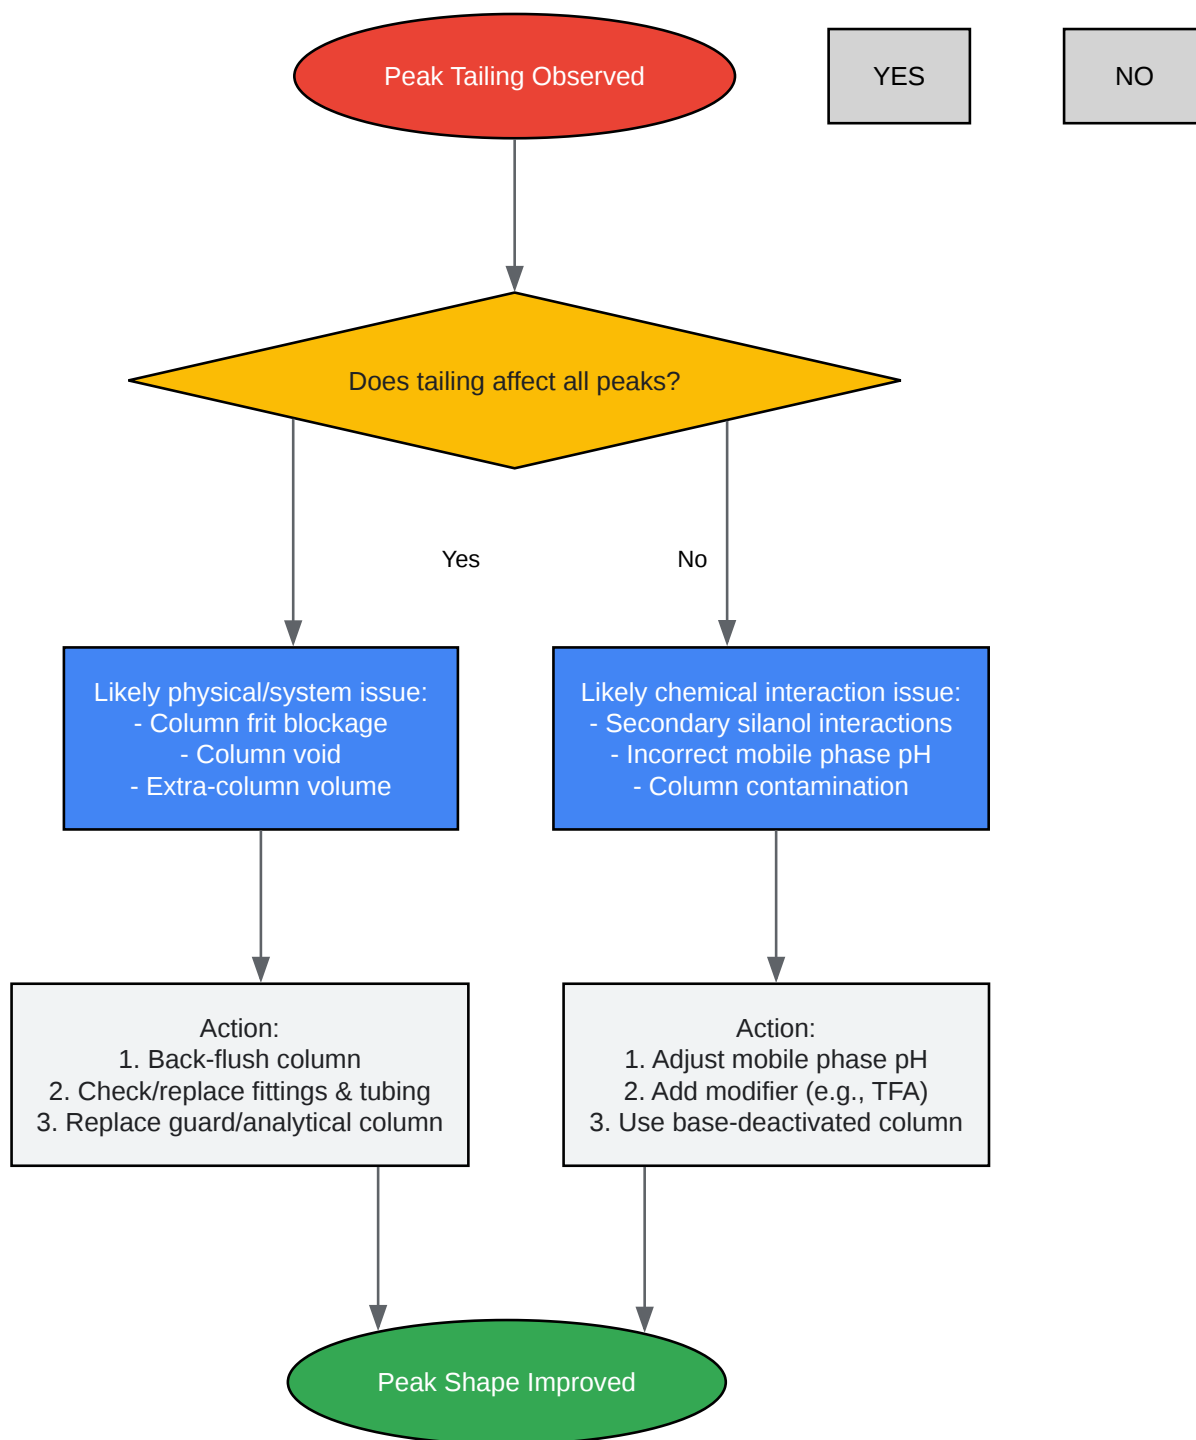 Peak Tailing Observed
YES
NO
Does tailing affect all peaks?
Yes
No
Likely physical/system issue:
- Column frit blockage
- Column void
- Extra-column volume
Likely chemical interaction issue:
- Secondary silanol interactions
- Incorrect mobile phase pH
- Column contamination
Action:
1. Back-flush column
2. Check/replace fittings & tubing
3. Replace guard/analytical column
Action:
1. Adjust mobile phase pH
2. Add modifier (e.g., TFA)
3. Use base-deactivated column
Peak Shape Improved